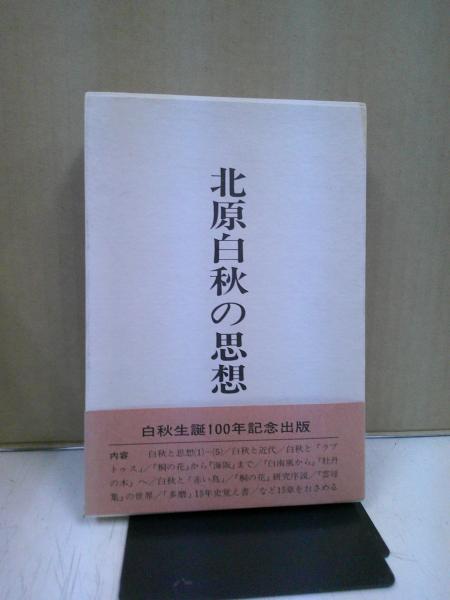 北原白秋の思想
白秋生誕100年記念出版
内容 白秋と思想(1)～(5)／白秋と近代／白秋と『ラブ
トゥス』／『桐の花』から『海阪』まで／『白南風から』『牡丹
の木』へ／白秋と「赤い鳥」／『桐の花』研究序説／『雲母
集』の世界／「多磨」15年史覚え書／など15章をおさめる